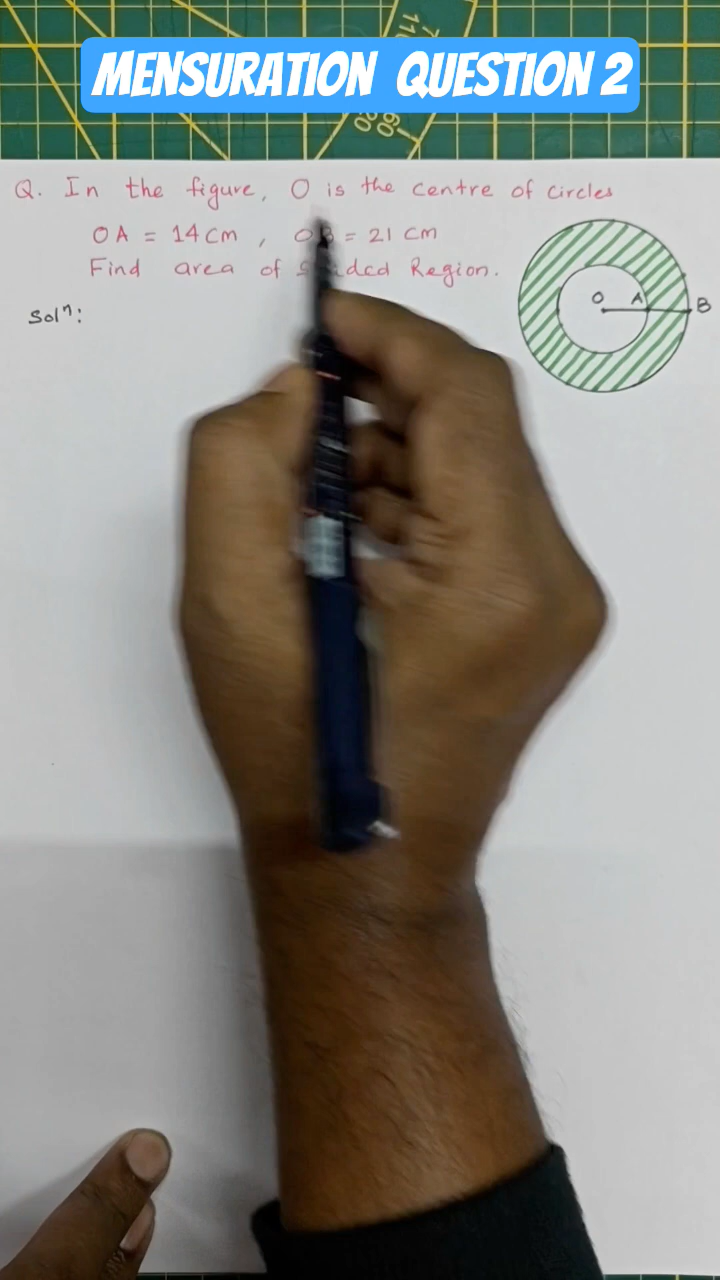 MENSURATION QUESTION 2
Q. In the figure, O is the centre of circles
OA = 14 cm , OB = 21 cm
Find area of Region.
Solⁿ:
O A B